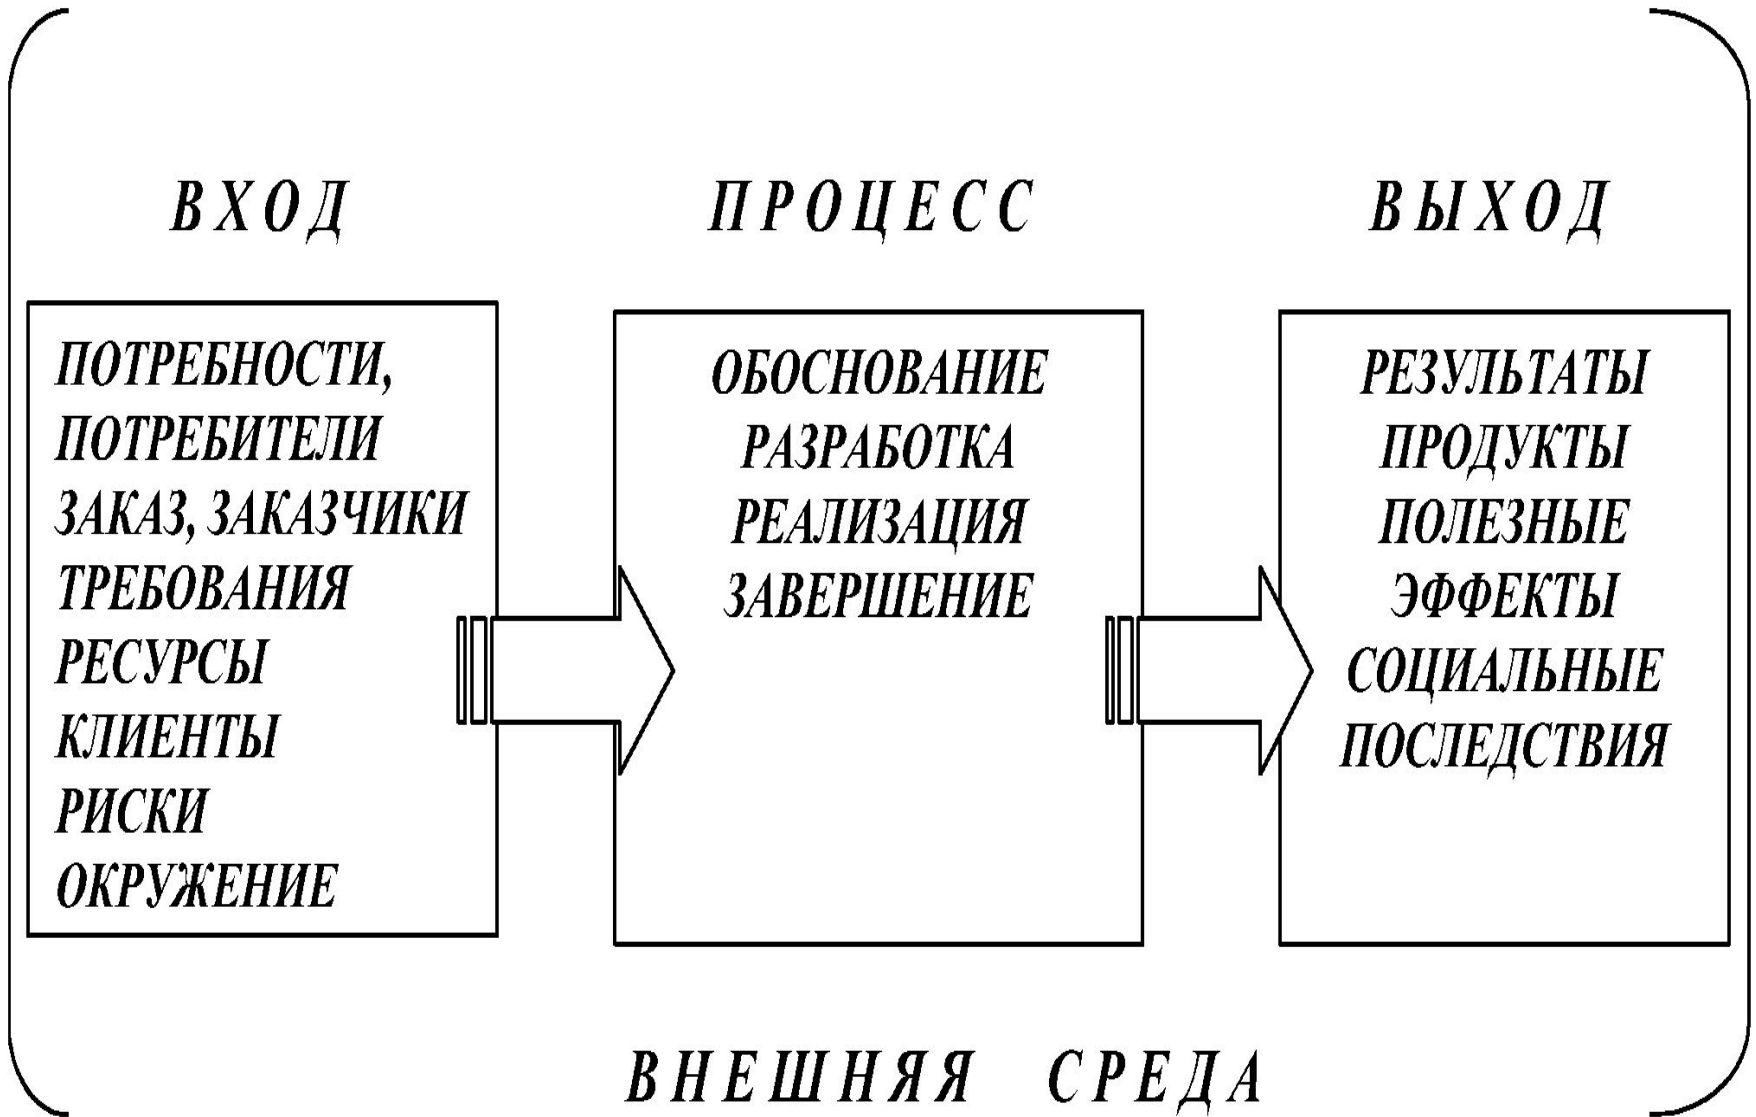 ВХОД
ПОТРЕБНОСТИ,
ПОТРЕБИТЕЛИ
ЗАКАЗ, ЗАКАЗЧИКИ
ТРЕБОВАНИЯ
РЕСУРСЫ
КЛИЕНТЫ
РИСКИ
ОКРУЖЕНИЕ
ПРОЦЕСС
ОБОСНОВАНИЕ
РАЗРАБОТКА
РЕАЛИЗАЦИЯ
ЗАВЕРШЕНИЕ
ВЫХОД
РЕЗУЛЬТАТЫ
ПРОДУКТЫ
ПОЛЕЗНЫЕ
ЭФФЕКТЫ
СОЦИАЛЬНЫЕ
ПОСЛЕДСТВИЯ
ВНЕШНЯЯ СРЕДА